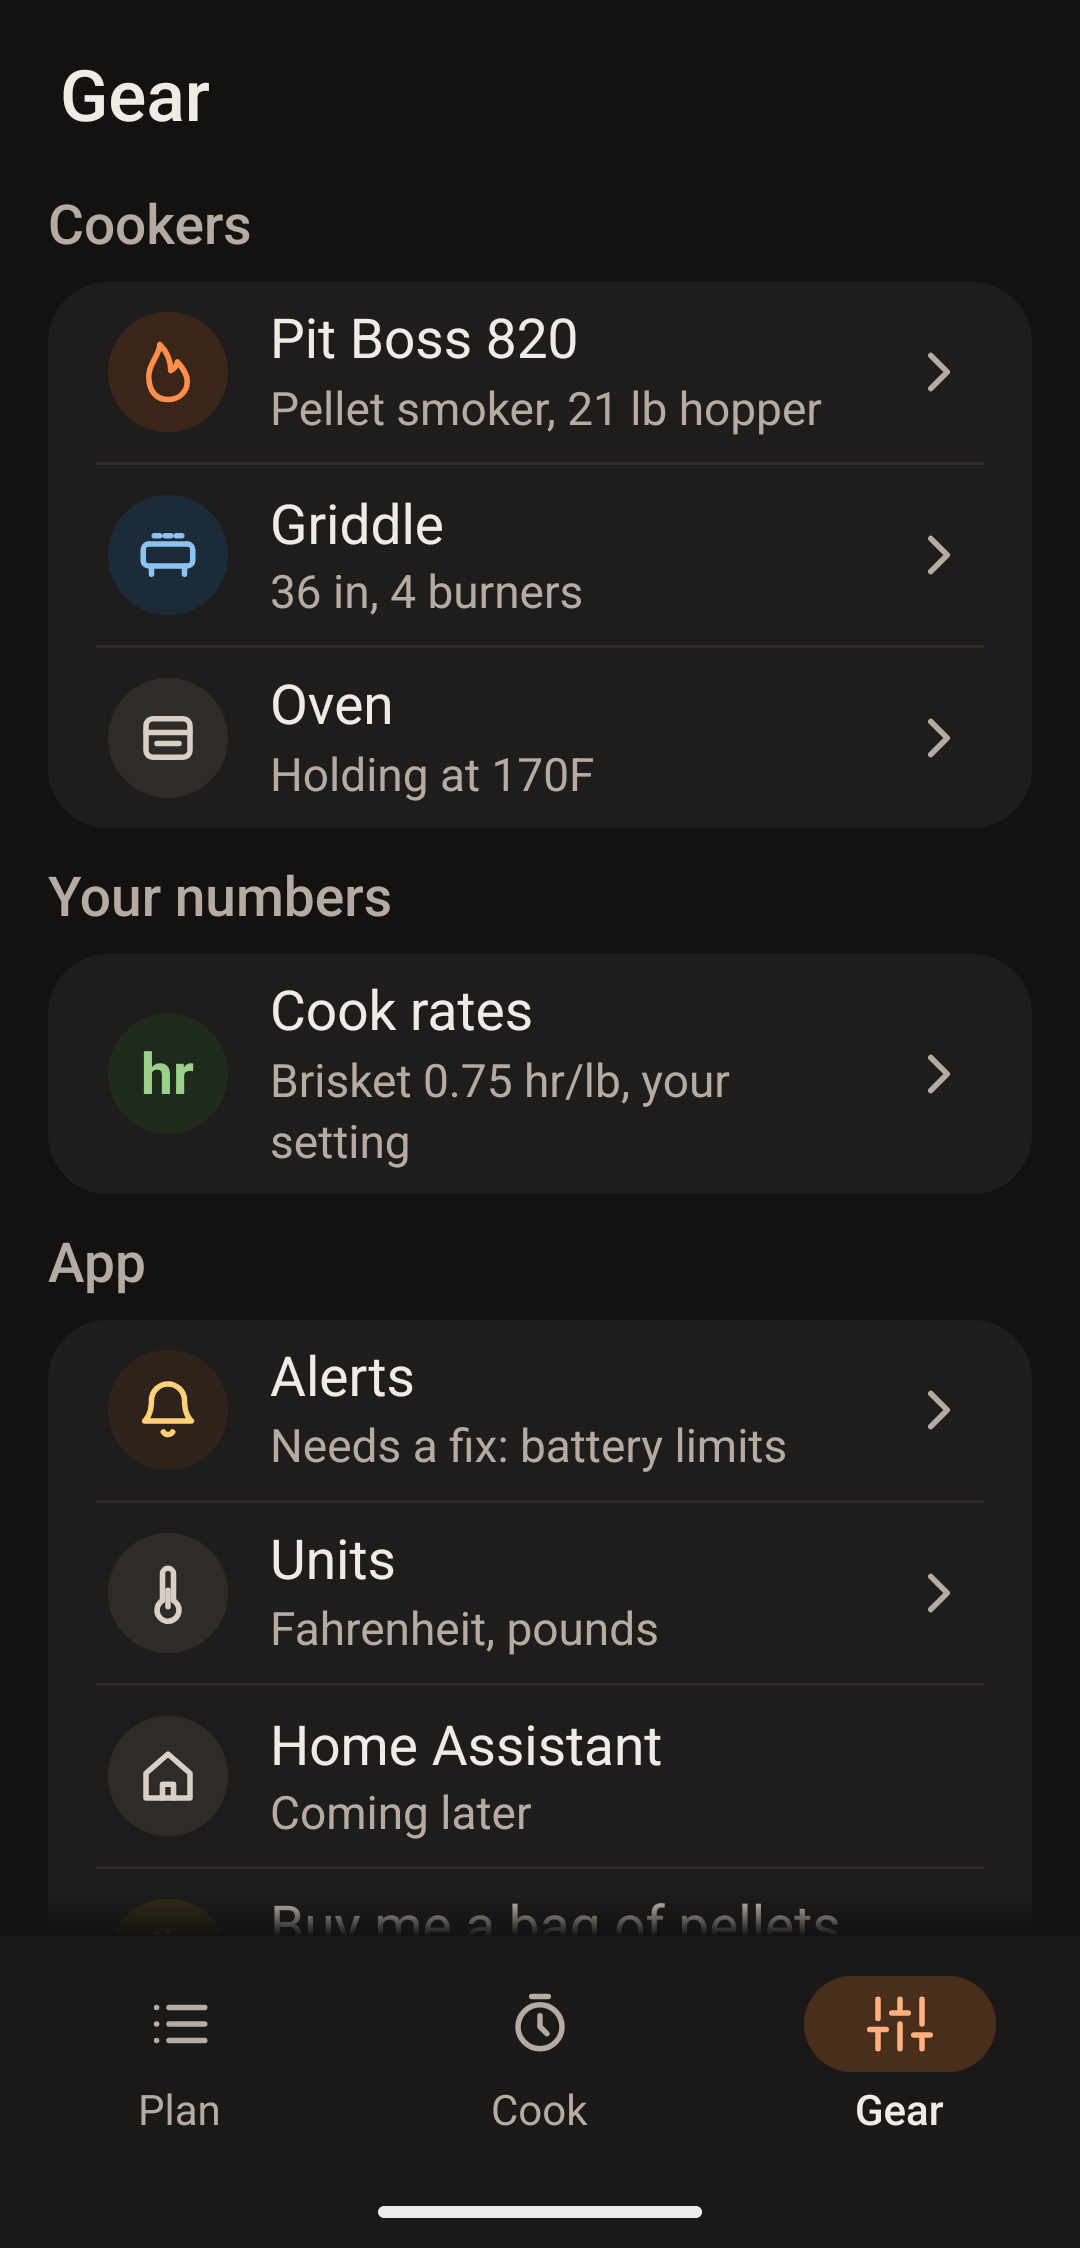 Gear
Cookers
Pit Boss 820
Pellet smoker, 21 lb hopper
Griddle
36 in, 4 burners
Oven
Holding at 170F
Your numbers
hr
Cook rates
Brisket 0.75 hr/lb, your
setting
App
Alerts
Needs a fix: battery limits
Units
Fahrenheit, pounds
Home Assistant
Coming later
Buy me a bag of pellets
Plan
Cook
Gear